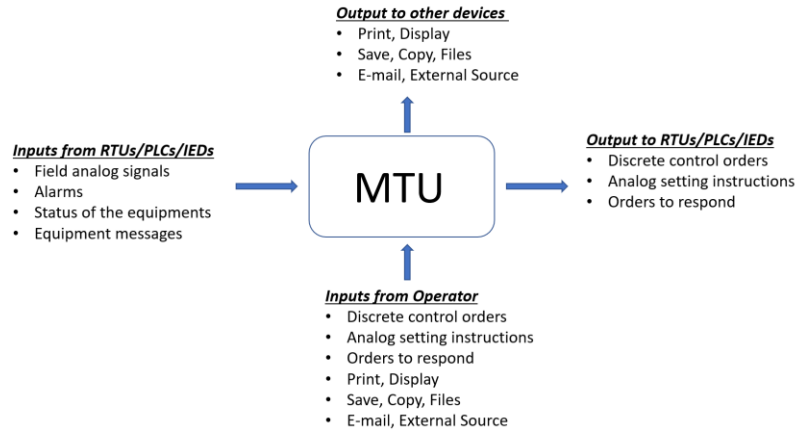 Output to other devices
• Print, Display
• Save, Copy, Files
• E-mail, External Source
Inputs from RTUs/PLCs/IEDs
• Field analog signals
• Alarms
• Status of the equipments
• Equipment messages
MTU
Output to RTUs/PLCs/IEDs
• Discrete control orders
• Analog setting instructions
• Orders to respond
Inputs from Operator
• Discrete control orders
• Analog setting instructions
• Orders to respond
• Print, Display
• Save, Copy, Files
• E-mail, External Source